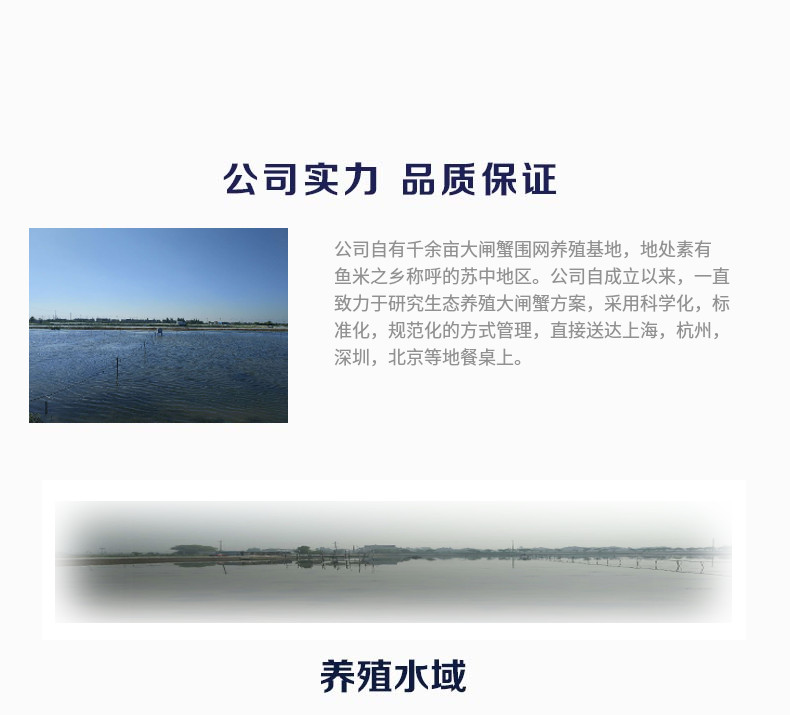 公司实力 品质保证
公司自有千余亩大闸蟹围网养殖基地，地处素有
鱼米之乡称呼的苏中地区。公司自成立以来，一直
致力于研究生态养殖大闸蟹方案，采用科学化，标
准化，规范化的方式管理，直接送达上海，杭州，
深圳，北京等地餐桌上。
养殖水域